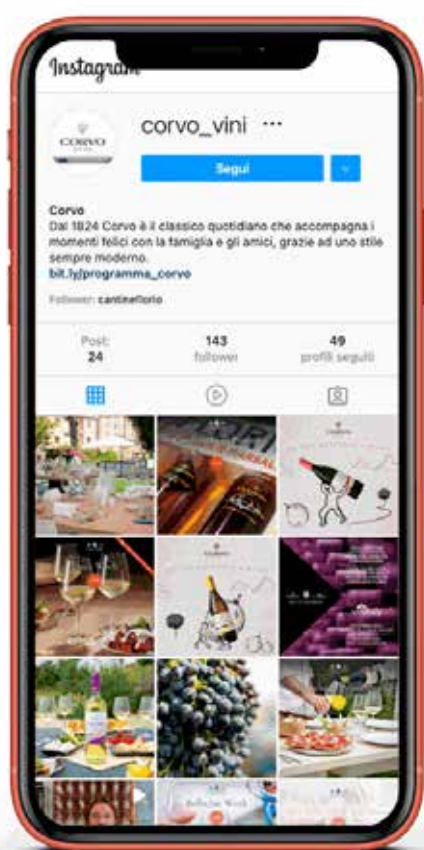 Instagram
CORVO
corvo_vini ...
Segui
Corvo
Dal 1824 Corvo è il classico quotidiano che accompagna i
momenti felici con la famiglia e gli amici, grazie ad uno stile
sempre moderno.
bit.ly/programma_corvo
Follower: cantineflorio
Post:
24
143
follower
49
profili seguiti